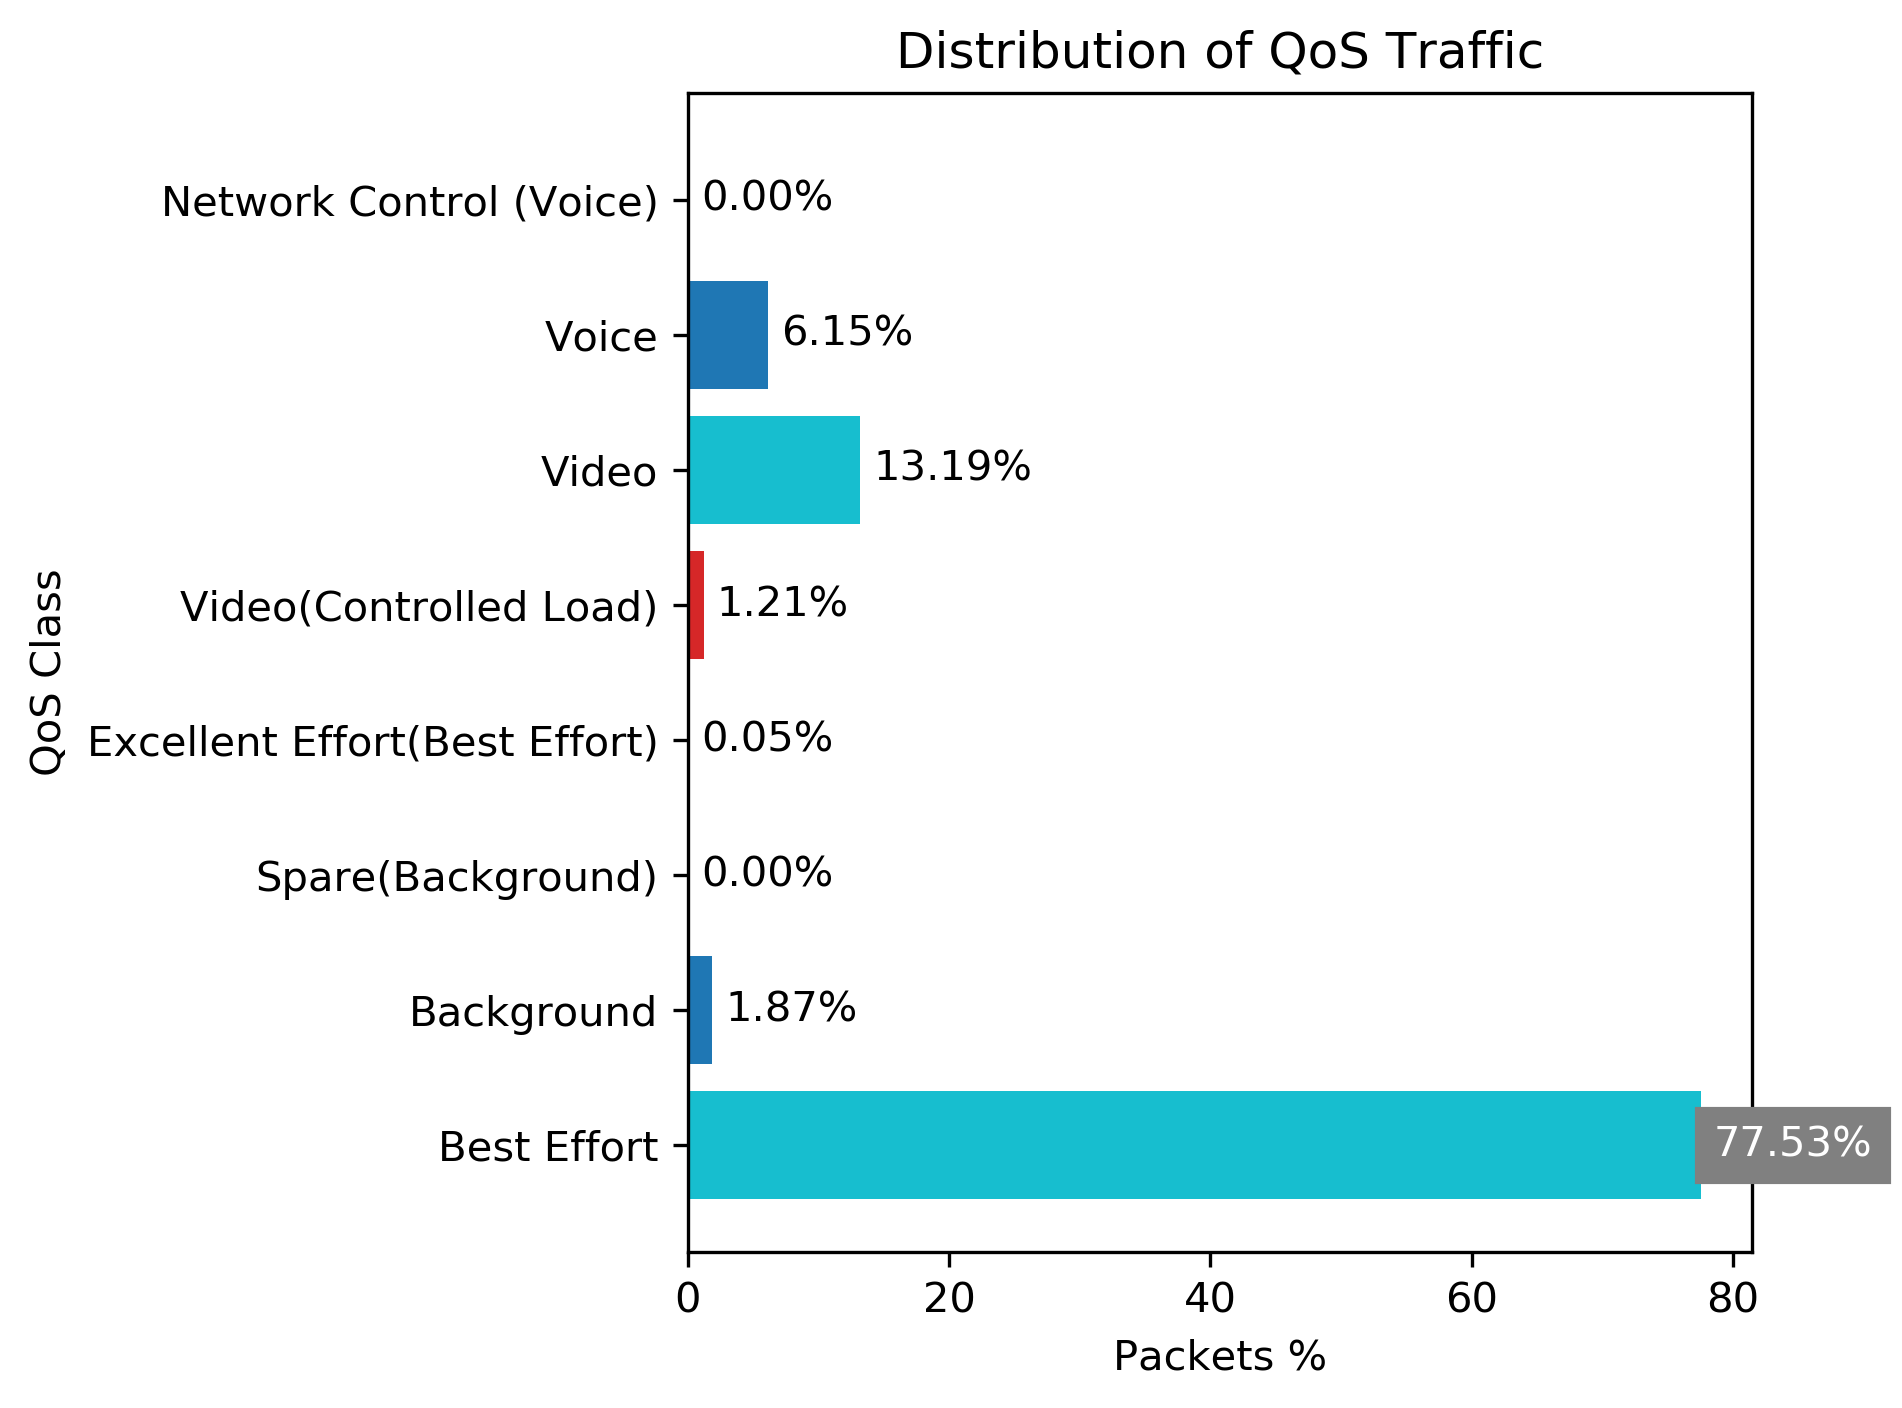 Distribution of QoS Traffic
QoS Class
Network Control (Voice) 0.00%
Voice 6.15%
Video 13.19%
Video(Controlled Load) 1.21%
Excellent Effort(Best Effort) 0.05%
Spare(Background) 0.00%
Background 1.87%
Best Effort 77.53%
0 20 40 60 80
Packets %